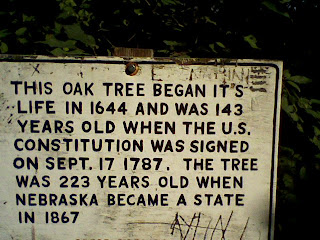 THIS OAK TREE BEGAN IT'S
LIFE IN 1644 AND WAS 143
YEARS OLD WHEN THE U.S.
CONSTITUTION WAS SIGNED
ON SEPT. 17 1787. THE TREE
WAS 223 YEARS OLD WHEN
NEBRASKA BECAME A STATE
IN 1867